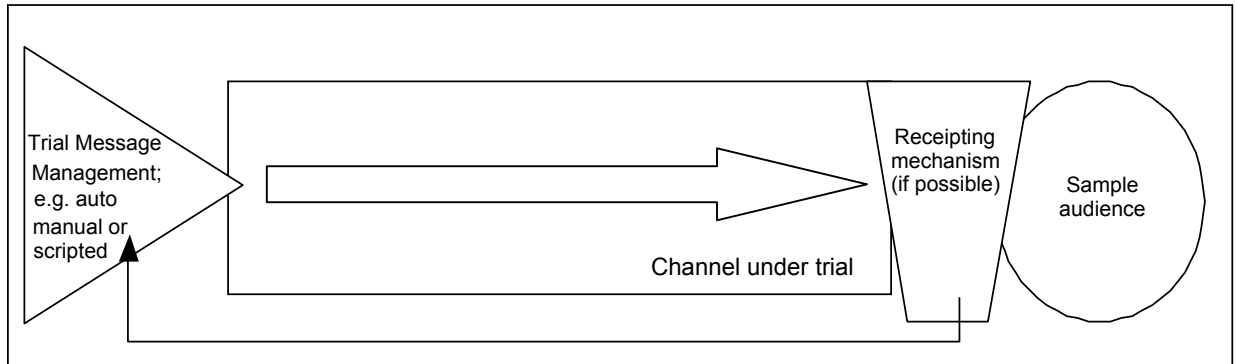 Trial Message
Management;
e.g. auto
manual or
scripted
Channel under trial
Receipting
mechanism
(if possible)
Sample
audience